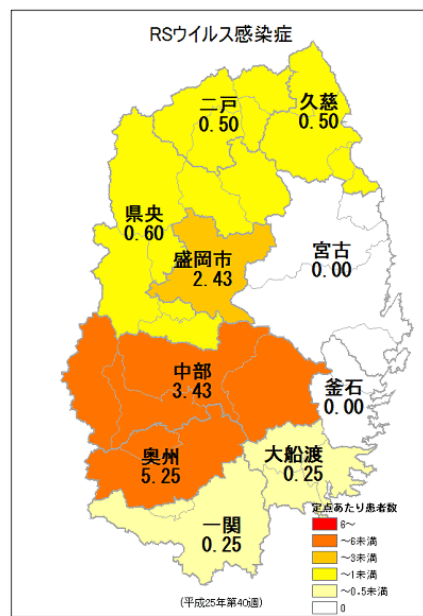 RSウイルス感染症
二戸
0.50
久慈
0.50
県央
0.60
盛岡市
2.43
宮古
0.00
中部
3.43
釜石
0.00
奥州
5.25
大船渡
0.25
一関
0.25
定点あたり患者数
6～
～6未満
～3未満
～1未満
～0.5未満
0
(平成25年第40週)